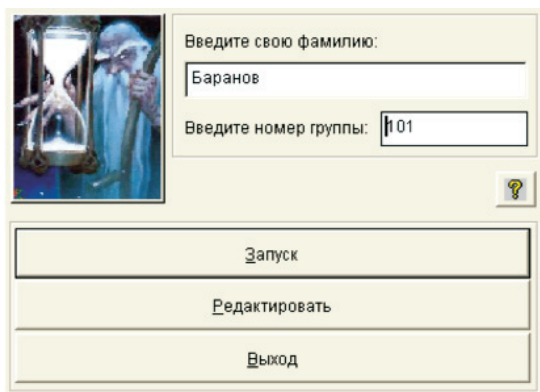 Введите свою фамилию:
Баранов
Введите номер группы: 101
?
Запуск
Редактировать
Выход